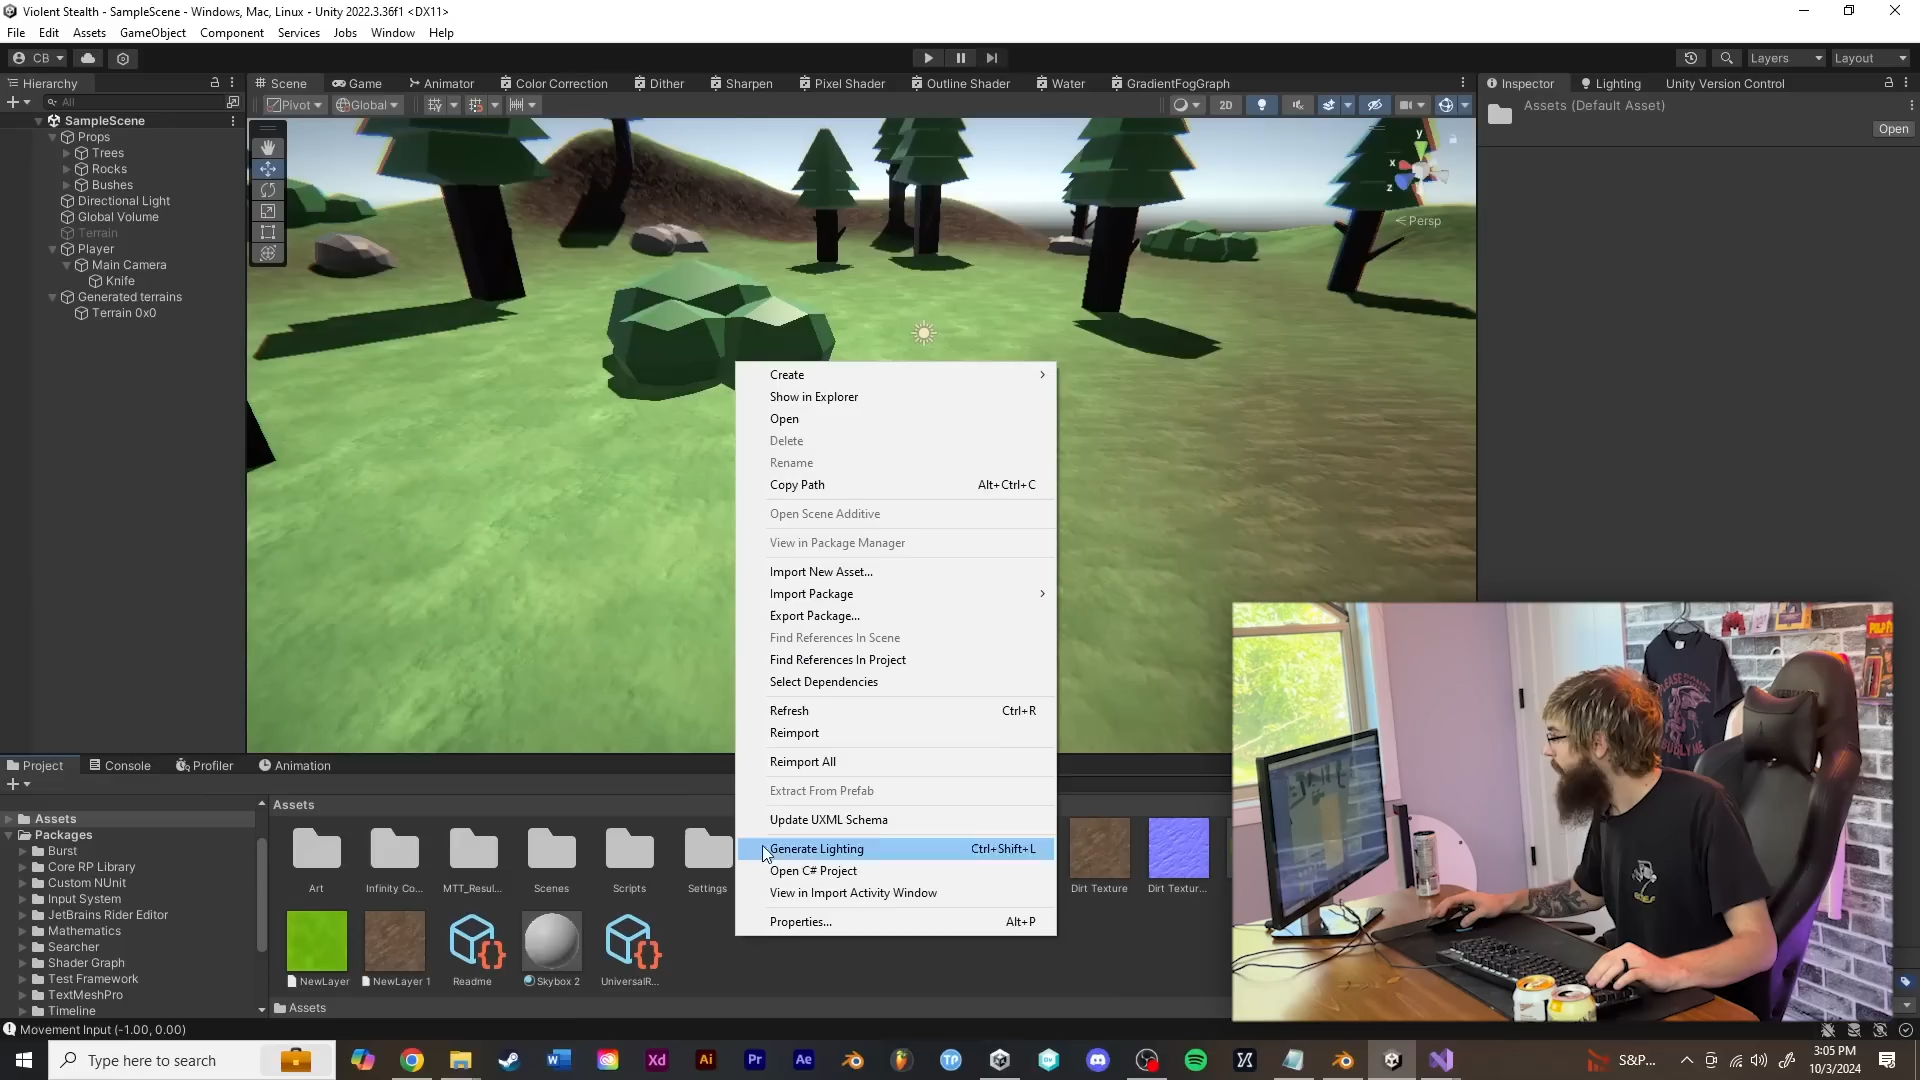 Violent Stealth - SampleScene - Windows, Mac, Linux - Unity 2022.3.36f1 <DX11>
File Edit Assets GameObject Component Services Jobs Window Help
CB Layers Layout
Hierarchy
All
SampleScene
Props
Trees
Rocks
Bushes
Directional Light
Global Volume
Terrain
Player
Main Camera
Knife
Generated terrains
Terrain 0x0
Scene Game Animator Color Correction Dither Sharpen Pixel Shader Outline Shader Water GradientFogGraph
Pivot Global 2D
y
x
z
Persp
Inspector Lighting Unity Version Control
Assets (Default Asset)
Open
Create
Show in Explorer
Open
Delete
Rename
Copy Path Alt+Ctrl+C
Open Scene Additive
View in Package Manager
Import New Asset...
Import Package
Export Package...
Find References In Scene
Find References In Project
Select Dependencies
Refresh Ctrl+R
Reimport
Reimport All
Extract From Prefab
Update UXML Schema
Generate Lighting Ctrl+Shift+L
Open C# Project
View in Import Activity Window
Properties... Alt+P
Project Console Profiler Animation
Assets
Packages
Burst
Core RP Library
Custom NUnit
Input System
JetBrains Rider Editor
Mathematics
Searcher
Shader Graph
Test Framework
TextMeshPro
Timeline
Assets
Art Infinity Co... MTT_Resul... Scenes Scripts Settings Dirt Texture Dirt Textur...
NewLayer NewLayer 1 Readme Skybox 2 UniversalR...
Assets
Movement Input (-1.00, 0.00)
Type here to search
Xd Ai Pr Ae TP
S&P...
3:05 PM
10/3/2024